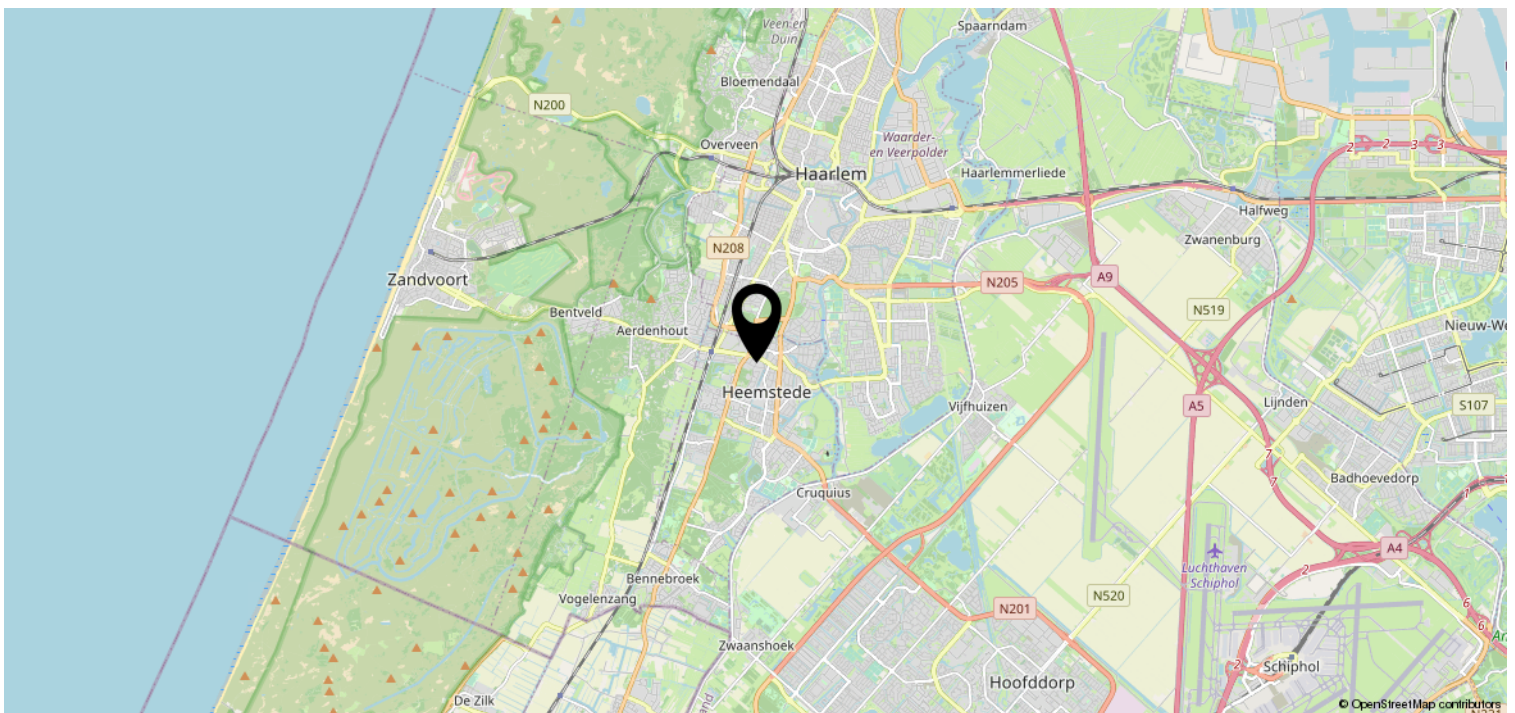 Veen en
Duin
Spaarndam
Bloemendaal
N200
Overveen
Waarder-
en Veerpolder
Haarlem
Haarlemmerliede
2
2
3
3
Halfweg
Zwanenburg
N208
Zandvoort
A9
N205
N519
Bentveld
Aerdenhout
Nieuw-We
Heemstede
Vijfhuizen
A5
Lijnden
S107
7
7
Badhoevedorp
1
Cruquius
A4
Luchthaven
Schiphol
2
Bennebroek
Vogelenzang
N520
N201
6
6
Zwaanshoek
Schiphol
2
Hoofddorp
De Zilk
© OpenStreetMap contributors